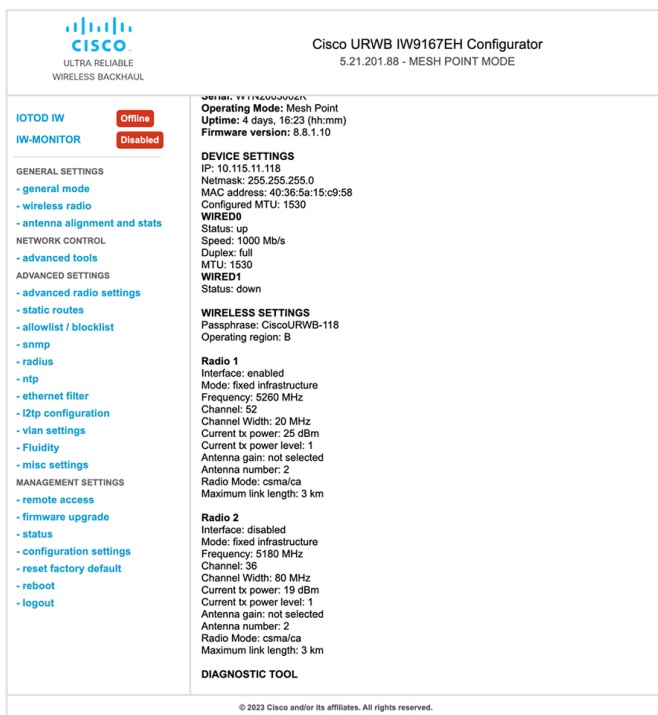 CISCO
ULTRA RELIABLE
WIRELESS BACKHAUL
Cisco URWB IW9167EH Configurator
5.21.201.88 - MESH POINT MODE
IOTOD IW Offline
IW-MONITOR Disabled
GENERAL SETTINGS
- general mode
- wireless radio
- antenna alignment and stats
NETWORK CONTROL
- advanced tools
ADVANCED SETTINGS
- advanced radio settings
- static routes
- allowlist / blocklist
- snmp
- radius
- ntp
- ethernet filter
- l2tp configuration
- vlan settings
- Fluidity
- misc settings
MANAGEMENT SETTINGS
- remote access
- firmware upgrade
- status
- configuration settings
- reset factory default
- reboot
- logout
Serial:
Operating Mode: Mesh Point
Uptime: 4 days, 16:23 (hh:mm)
Firmware version: 8.8.1.10
DEVICE SETTINGS
IP: 10.115.11.118
Netmask: 255.255.255.0
MAC address: 40:36:5a:15:c9:58
Configured MTU: 1530
WIRED0
Status: up
Speed: 1000 Mb/s
Duplex: full
MTU: 1530
WIRED1
Status: down
WIRELESS SETTINGS
Passphrase: CiscoURWB-118
Operating region: B
Radio 1
Interface: enabled
Mode: fixed infrastructure
Frequency: 5260 MHz
Channel: 52
Channel Width: 20 MHz
Current tx power: 25 dBm
Current tx power level: 1
Antenna gain: not selected
Antenna number: 2
Radio Mode: csma/ca
Maximum link length: 3 km
Radio 2
Interface: disabled
Mode: fixed infrastructure
Frequency: 5180 MHz
Channel: 36
Channel Width: 80 MHz
Current tx power: 19 dBm
Current tx power level: 1
Antenna gain: not selected
Antenna number: 2
Radio Mode: csma/ca
Maximum link length: 3 km
DIAGNOSTIC TOOL
© 2023 Cisco and/or its affiliates. All rights reserved.